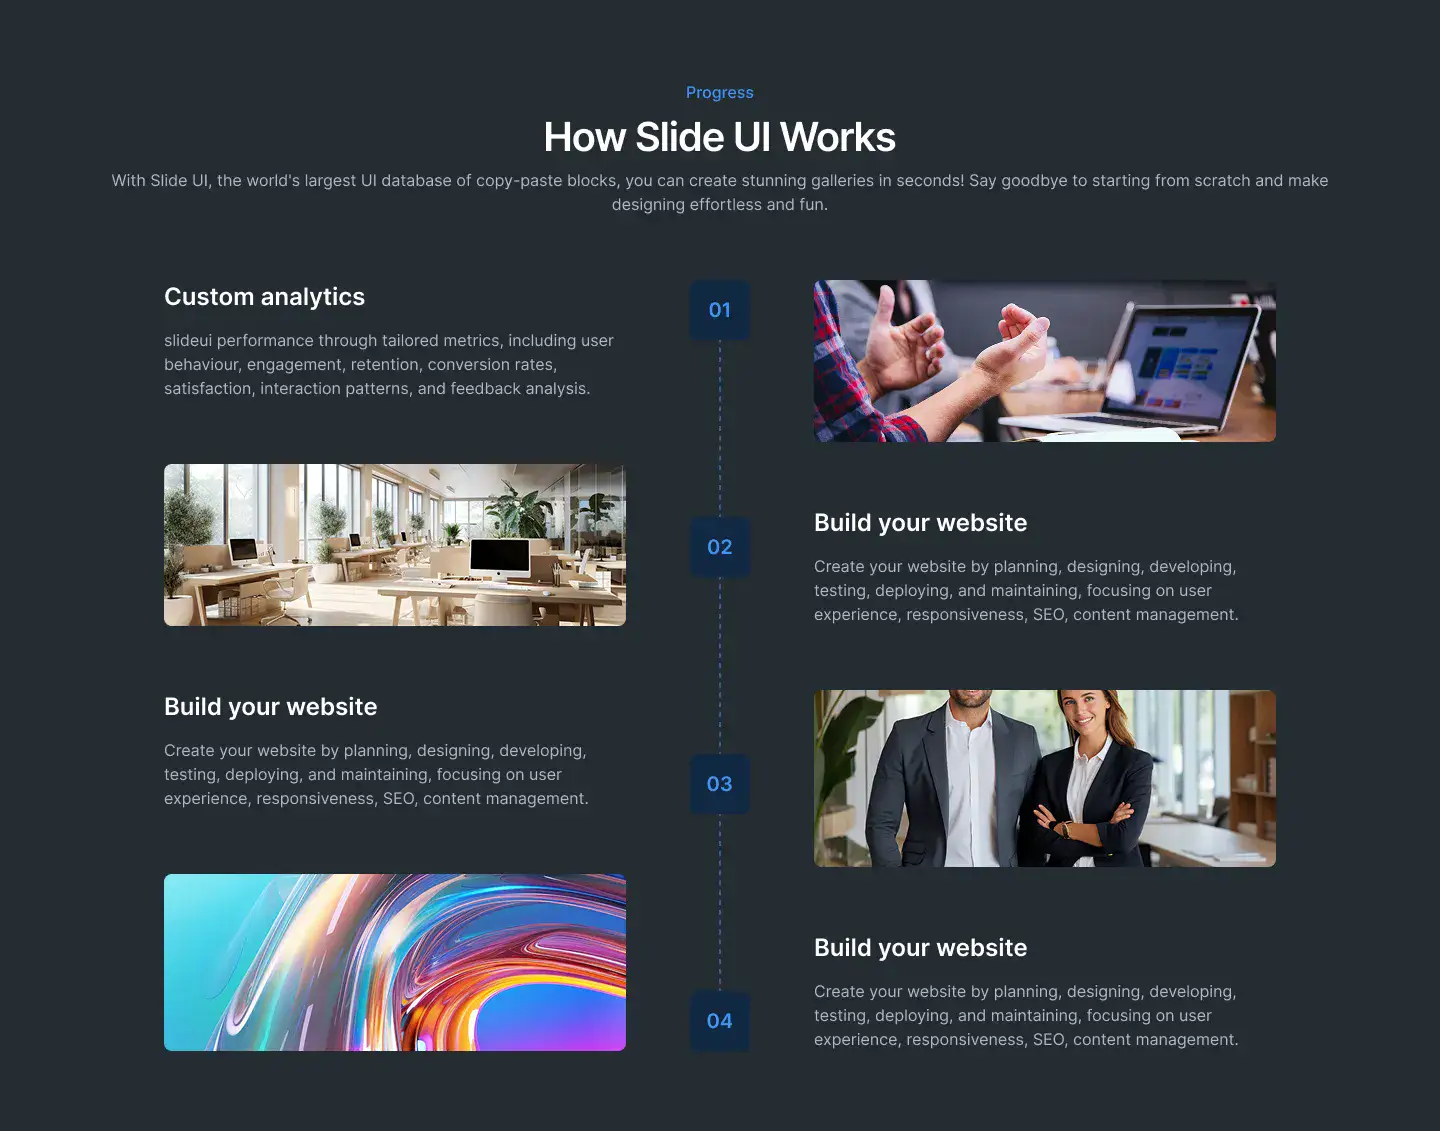 Progress
How Slide UI Works
With Slide UI, the world's largest UI database of copy-paste blocks, you can create stunning galleries in seconds! Say goodbye to starting from scratch and make
designing effortless and fun.
Custom analytics
slideui performance through tailored metrics, including user
behaviour, engagement, retention, conversion rates,
satisfaction, interaction patterns, and feedback analysis.
01
02
Build your website
Create your website by planning, designing, developing,
testing, deploying, and maintaining, focusing on user
experience, responsiveness, SEO, content management.
Build your website
Create your website by planning, designing, developing,
testing, deploying, and maintaining, focusing on user
experience, responsiveness, SEO, content management.
03
04
Build your website
Create your website by planning, designing, developing,
testing, deploying, and maintaining, focusing on user
experience, responsiveness, SEO, content management.